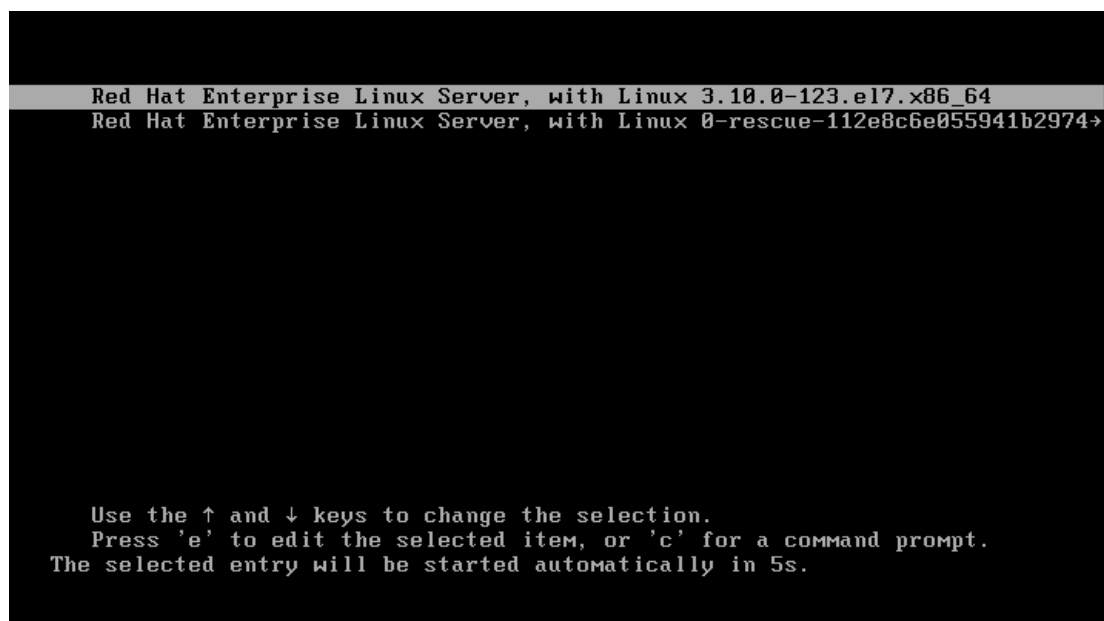 Red Hat Enterprise Linux Server, with Linux 3.10.0-123.el7.x86_64
Red Hat Enterprise Linux Server, with Linux 0-rescue-112e8c6e055941b2974→
Use the ↑ and ↓ keys to change the selection.
Press 'e' to edit the selected item, or 'c' for a command prompt.
The selected entry will be started automatically in 5s.